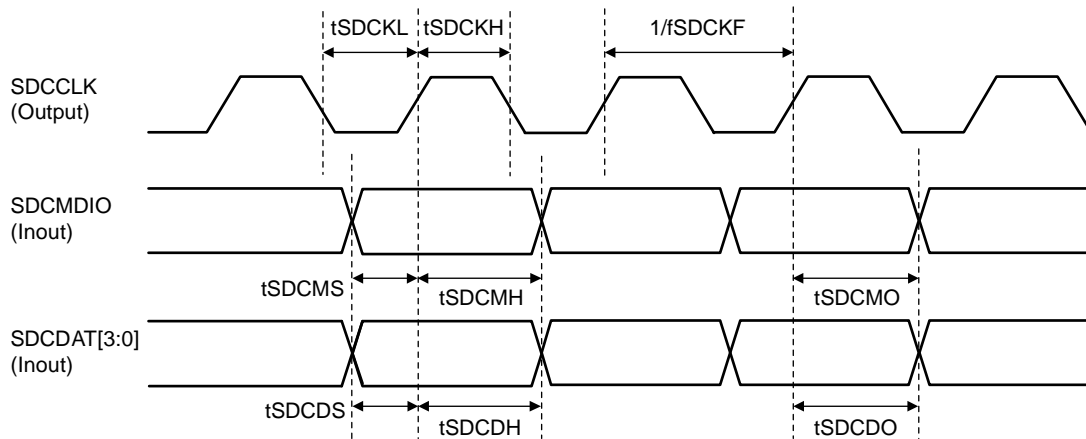 tSDCKL tSDCKH 1/fSDCKF
SDCCLK
(Output)
SDCMDIO
(Inout)
tSDCMS tSDCMH tSDCMO
SDCDAT[3:0]
(Inout)
tSDCDS tSDCDH tSDCDO